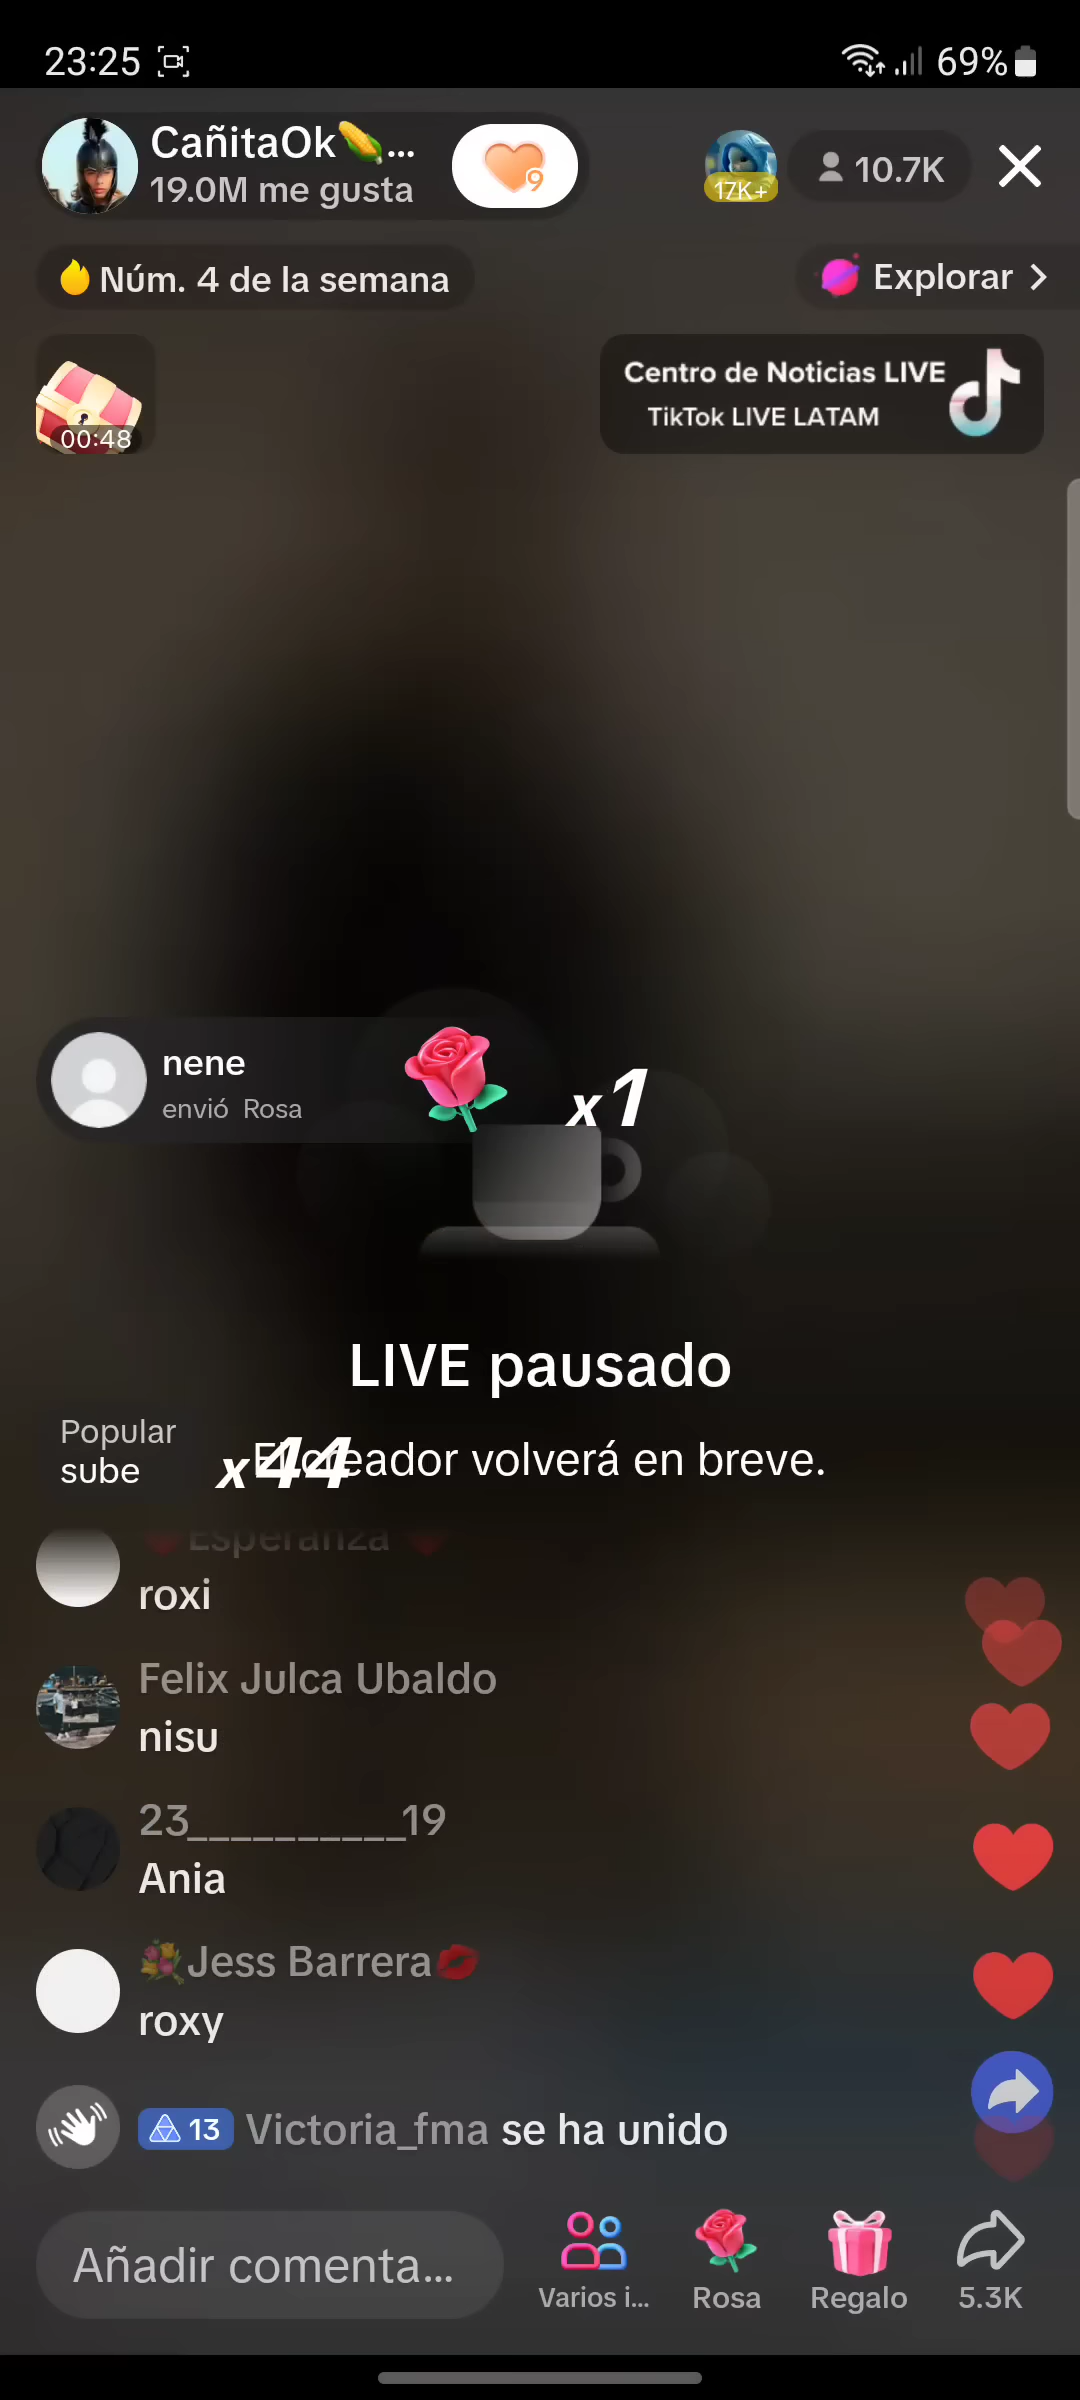 23:25
69%
CañitaOk🌽...
19.0M me gusta
9
17K+
10.7K
Núm. 4 de la semana
Explorar
00:48
Centro de Noticias LIVE
TikTok LIVE LATAM
nene
envió Rosa
x1
LIVE pausado
Popular
sube
x44
El creador volverá en breve.
Esperanza
roxi
Felix Julca Ubaldo
nisu
23__________19
Ania
💐Jess Barrera💋
roxy
13 Victoria_fma se ha unido
Añadir comenta...
Varios i...
Rosa
Regalo
5.3K